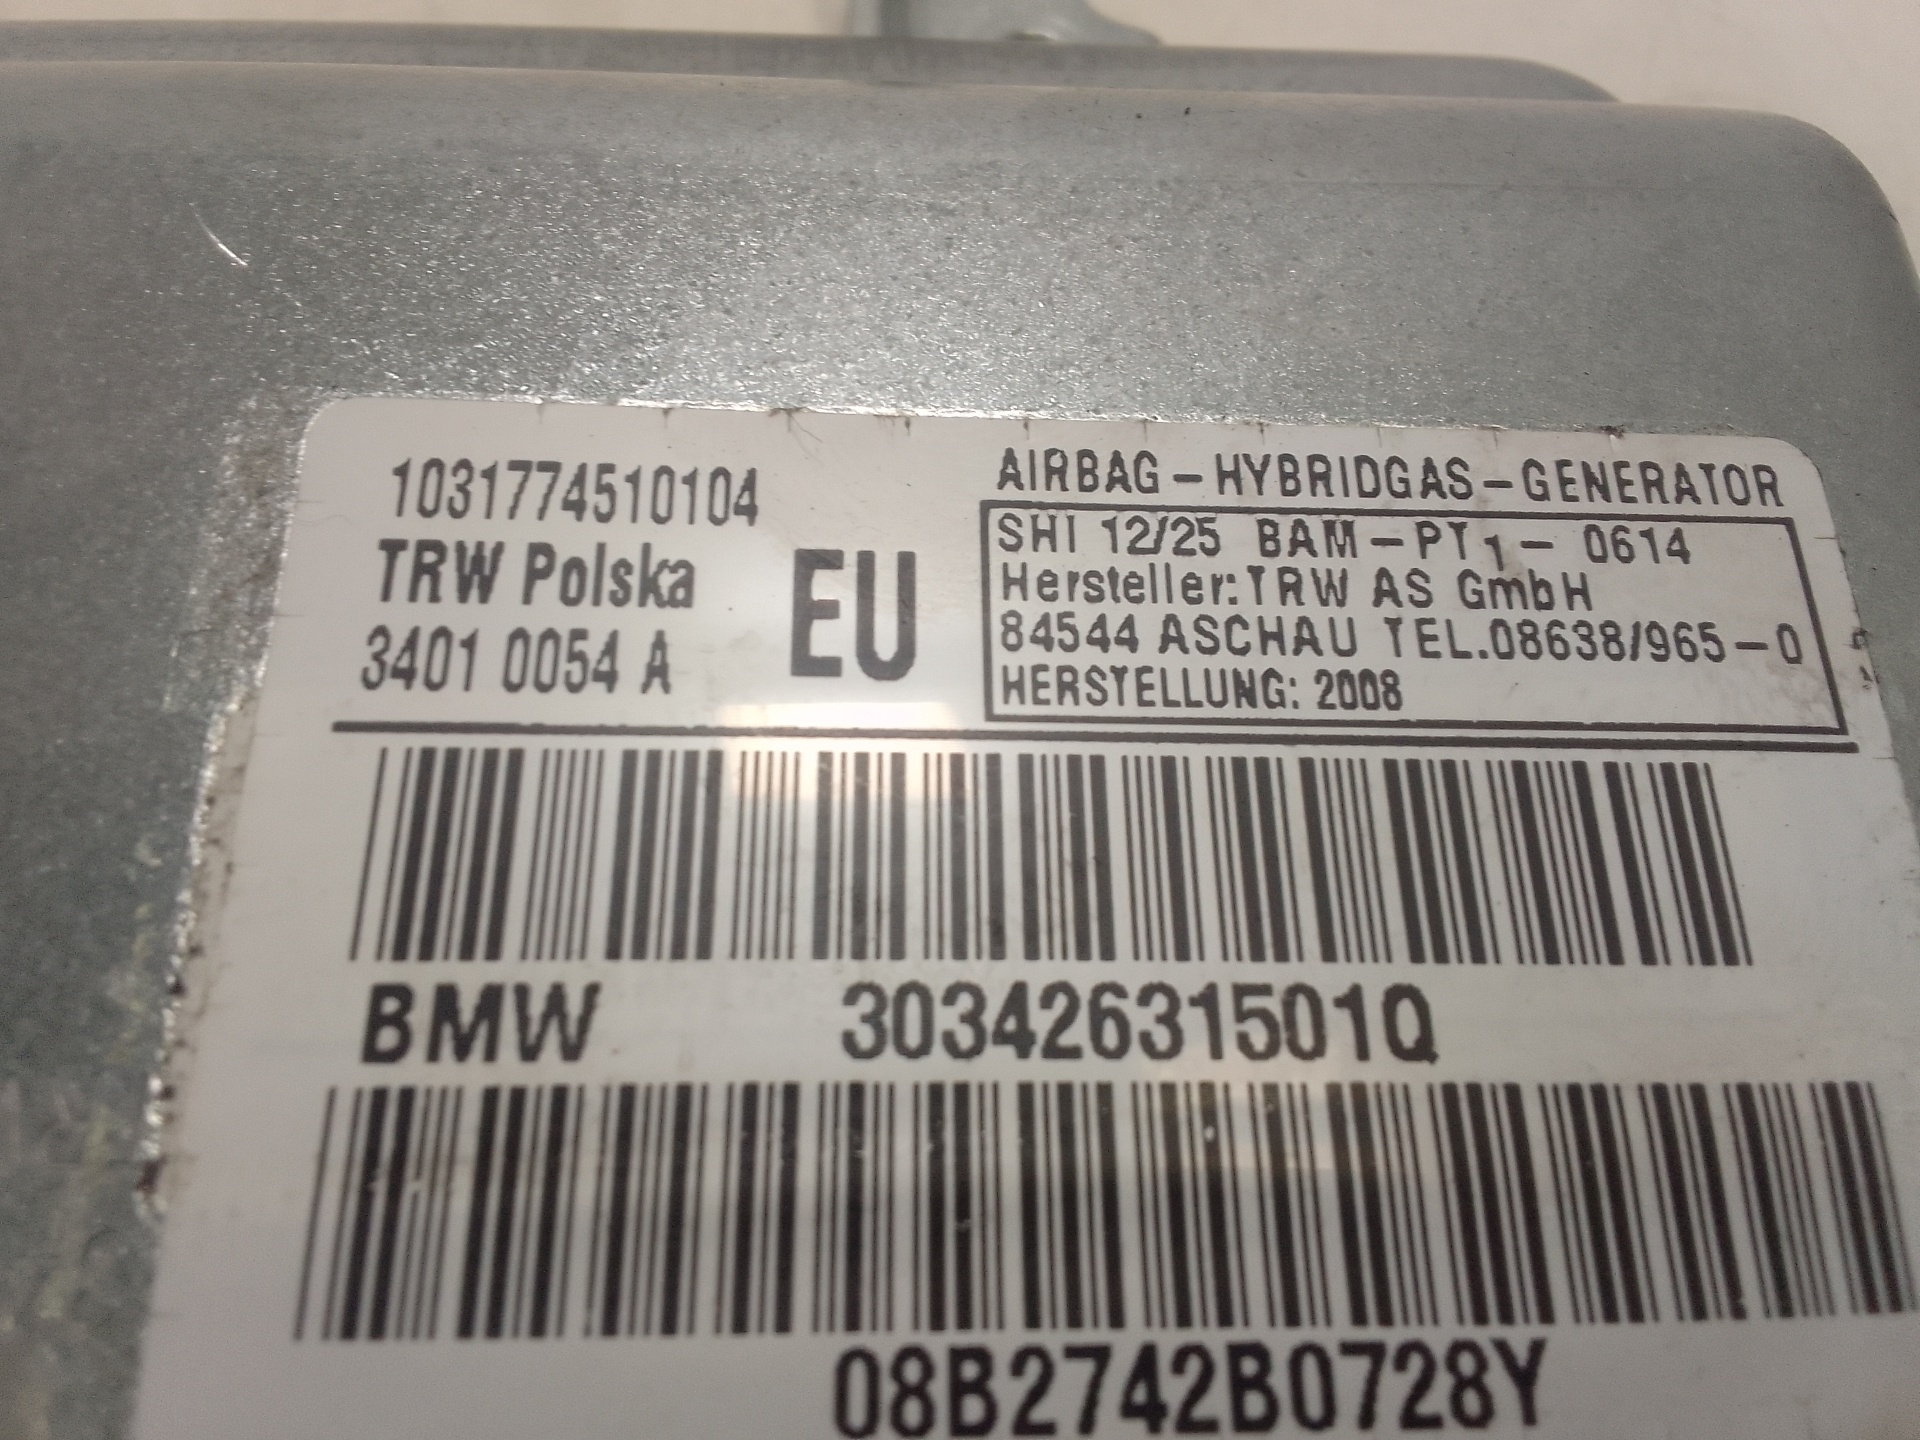 1031774510104
TRW Polska
3401 0054 A
EU
AIRBAG-HYBRIDGAS-GENERATOR
SHI 12/25 BAM-PT1- 0614
Hersteller: TRW AS GmbH
84544 ASCHAU TEL.08638/965-0
HERSTELLUNG: 2008
BMW 30342631501Q
08B2742B0728Y